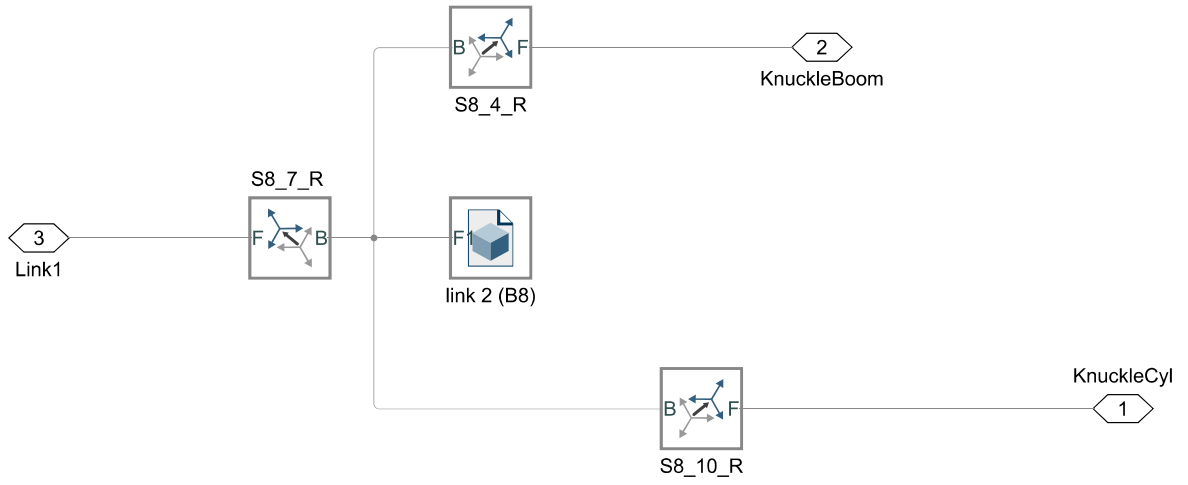 B F
S8_4_R
2
KnuckleBoom
S8_7_R
3
Link1
F B
F1
link 2 (B8)
KnuckleCyl
B F
1
S8_10_R